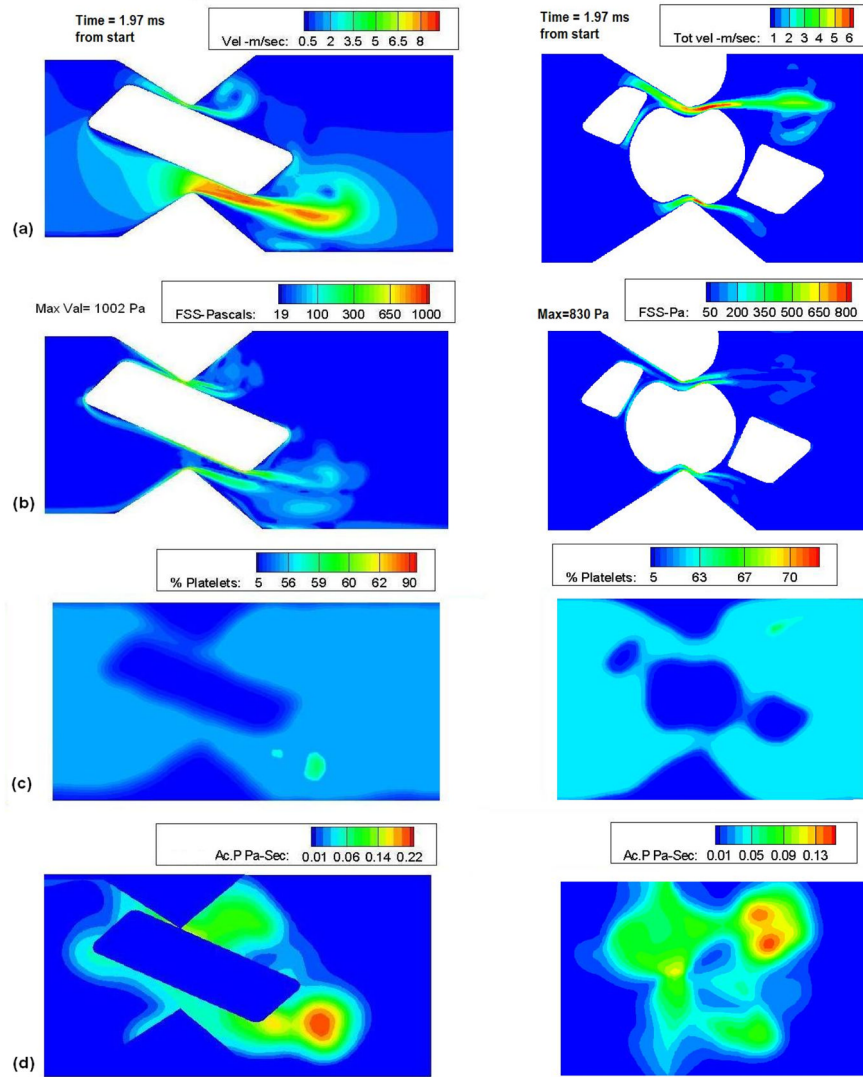 Time = 1.97 ms
from start
Vel -m/sec: 0.5 2 3.5 5 6.5 8
Time = 1.97 ms
from start
Tot vel -m/sec: 1 2 3 4 5 6
(a)
Max Val= 1002 Pa
FSS-Pascals: 19 100 300 650 1000
Max=830 Pa
FSS-Pa: 50 200 350 500 650 800
(b)
% Platelets: 5 56 59 60 62 90
% Platelets: 5 63 67 70
(c)
Ac.P Pa-Sec: 0.01 0.06 0.14 0.22
Ac.P Pa-Sec: 0.01 0.05 0.09 0.13
(d)